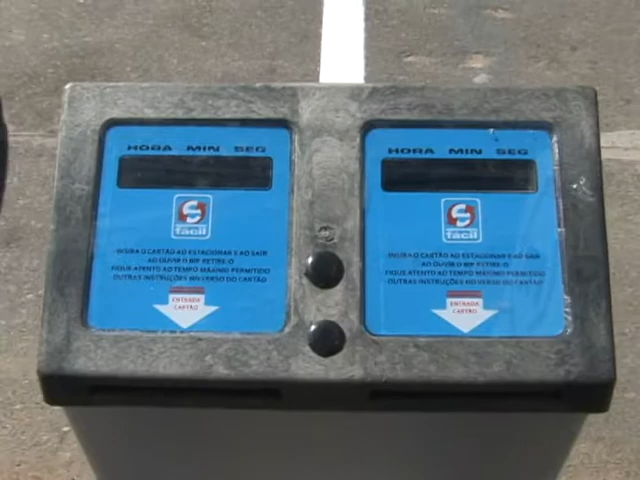 HORA MIN SEG
fácil
INSIRA O CARTÃO AO ESTACIONAR E AO SAIR
AO OUVIR O BIP RETIRE-O
FIQUE ATENTO AO TEMPO MÁXIMO PERMITIDO
OUTRAS INSTRUÇÕES NO VERSO DO CARTÃO
ENTRADA
CARTÃO
HORA MIN SEG
fácil
INSIRA O CARTÃO AO ESTACIONAR E AO SAIR
AO OUVIR O BIP RETIRE-O
FIQUE ATENTO AO TEMPO MÁXIMO PERMITIDO
OUTRAS INSTRUÇÕES NO VERSO DO CARTÃO
ENTRADA
CARTÃO